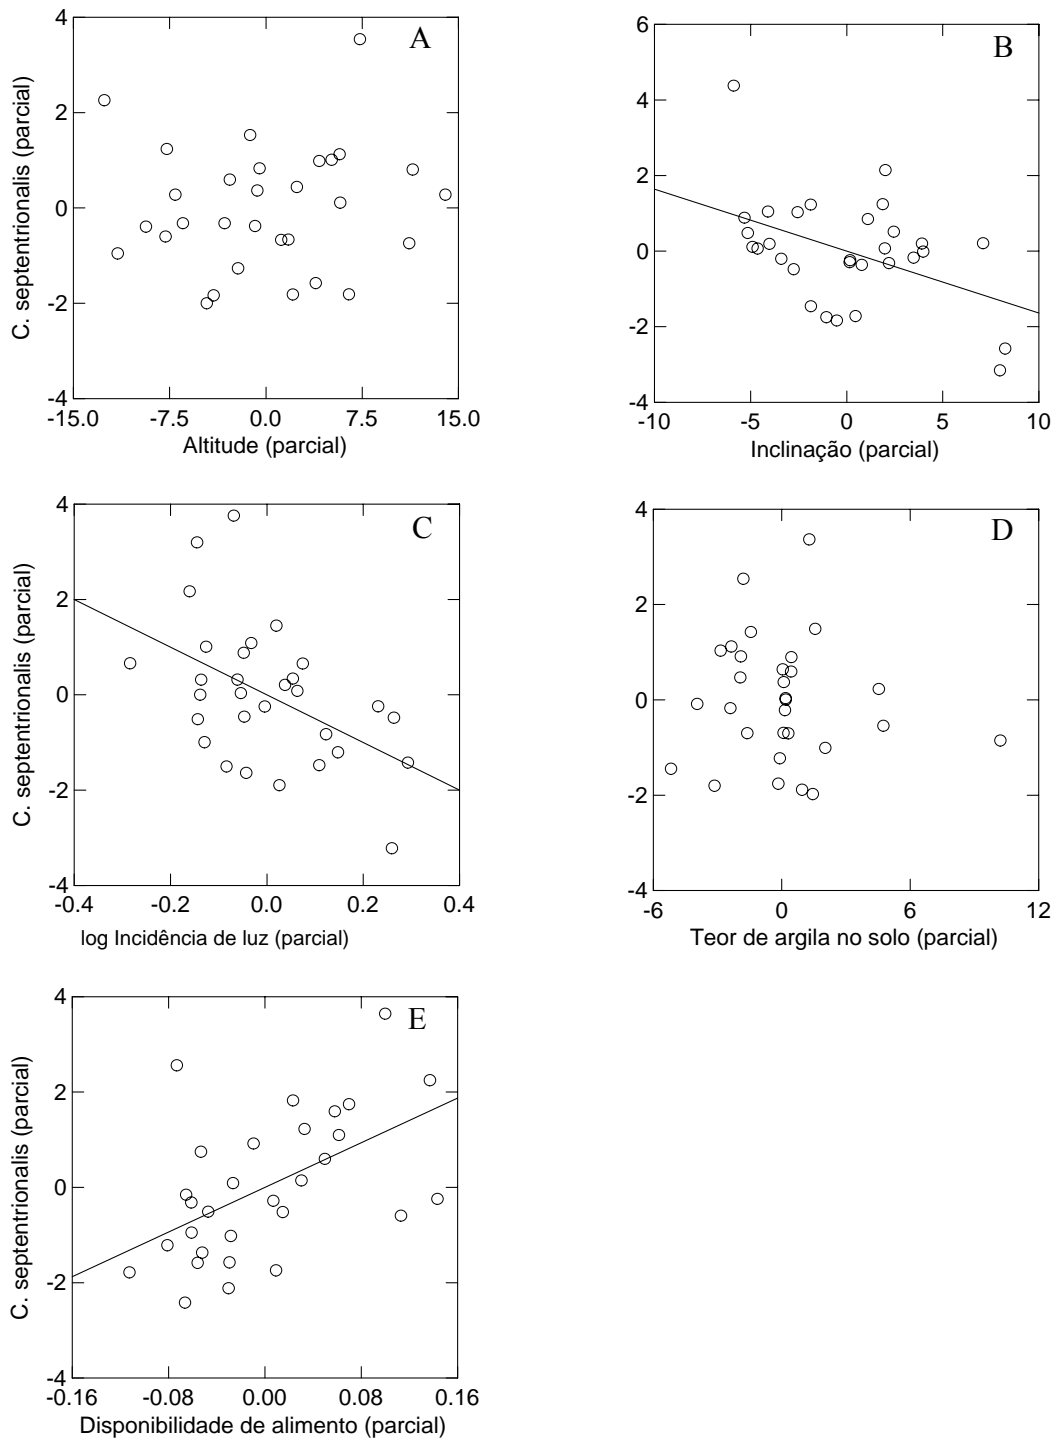 4
2
0
-2
-4
-15.0 -7.5 0.0 7.5 15.0
C. septentrionalis (parcial)
Altitude (parcial)
A
6
4
2
0
-2
-4
-10 -5 0 5 10
Inclinação (parcial)
B
4
2
0
-2
-4
-0.4 -0.2 0.0 0.2 0.4
C. septentrionalis (parcial)
log Incidência de luz (parcial)
C
4
2
0
-2
-4
-6 0 6 12
Teor de argila no solo (parcial)
D
4
2
0
-2
-4
-0.16 -0.08 0.00 0.08 0.16
C. septentrionalis (parcial)
Disponibilidade de alimento (parcial)
E